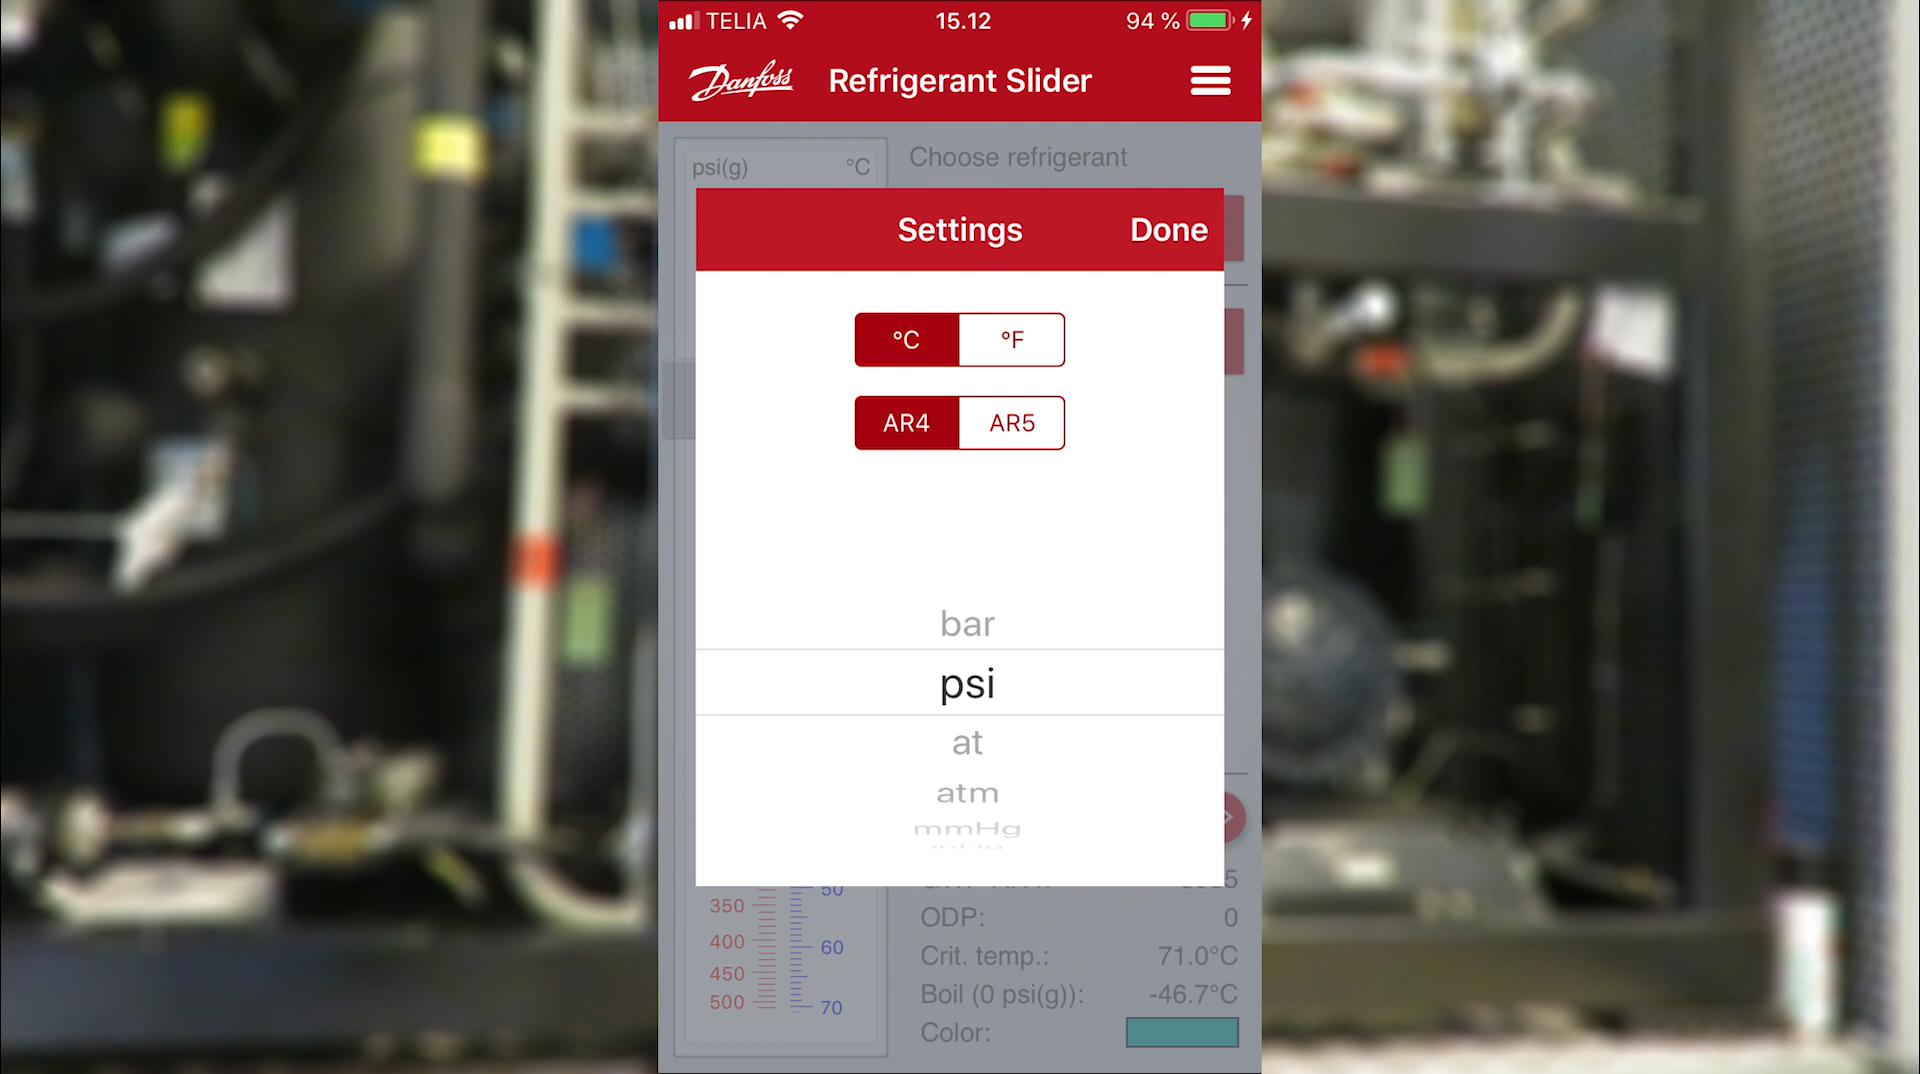 TELIA 15.12 94 %
Danfoss Refrigerant Slider
psi(g) °C Choose refrigerant
Settings Done
°C °F
AR4 AR5
bar
psi
at
atm
mmHg
350
400
450
500
50
60
70
ODP: 0
Crit. temp.: 71.0°C
Boil (0 psi(g)): -46.7°C
Color: